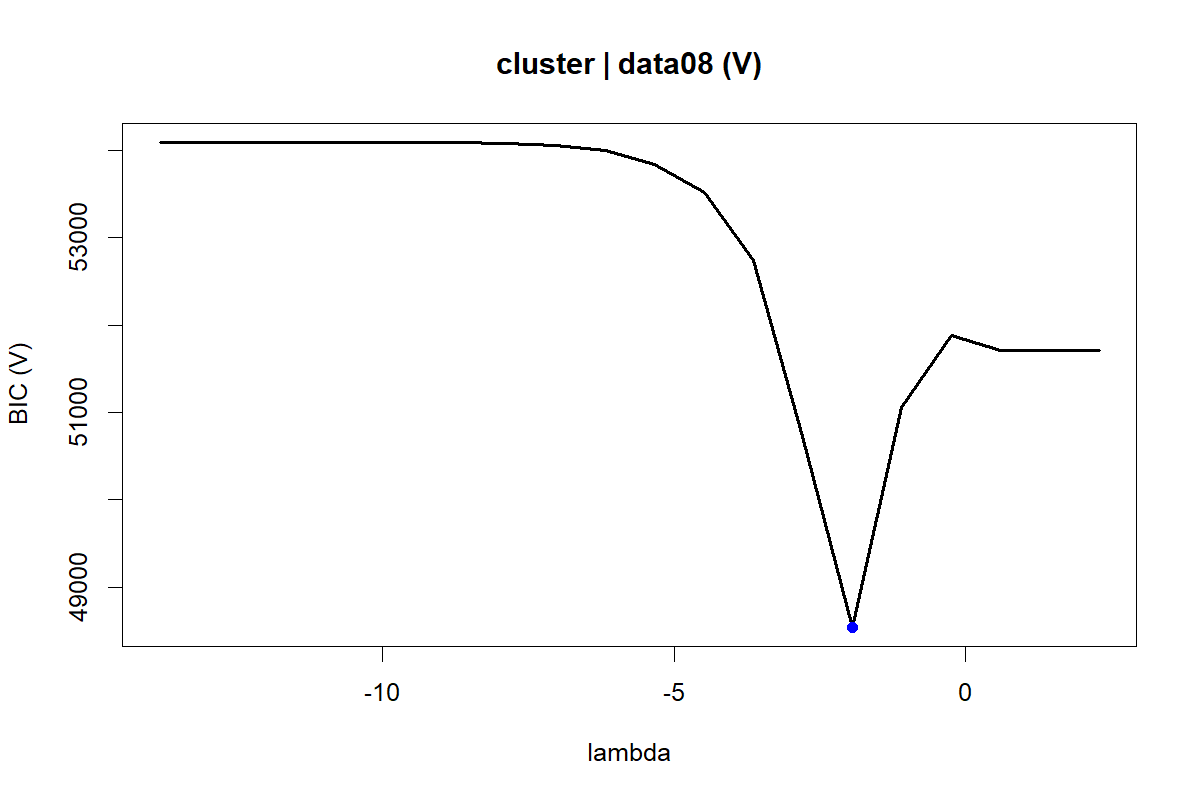 cluster | data08 (V)
BIC (V)
53000
51000
49000
-10 -5 0
lambda